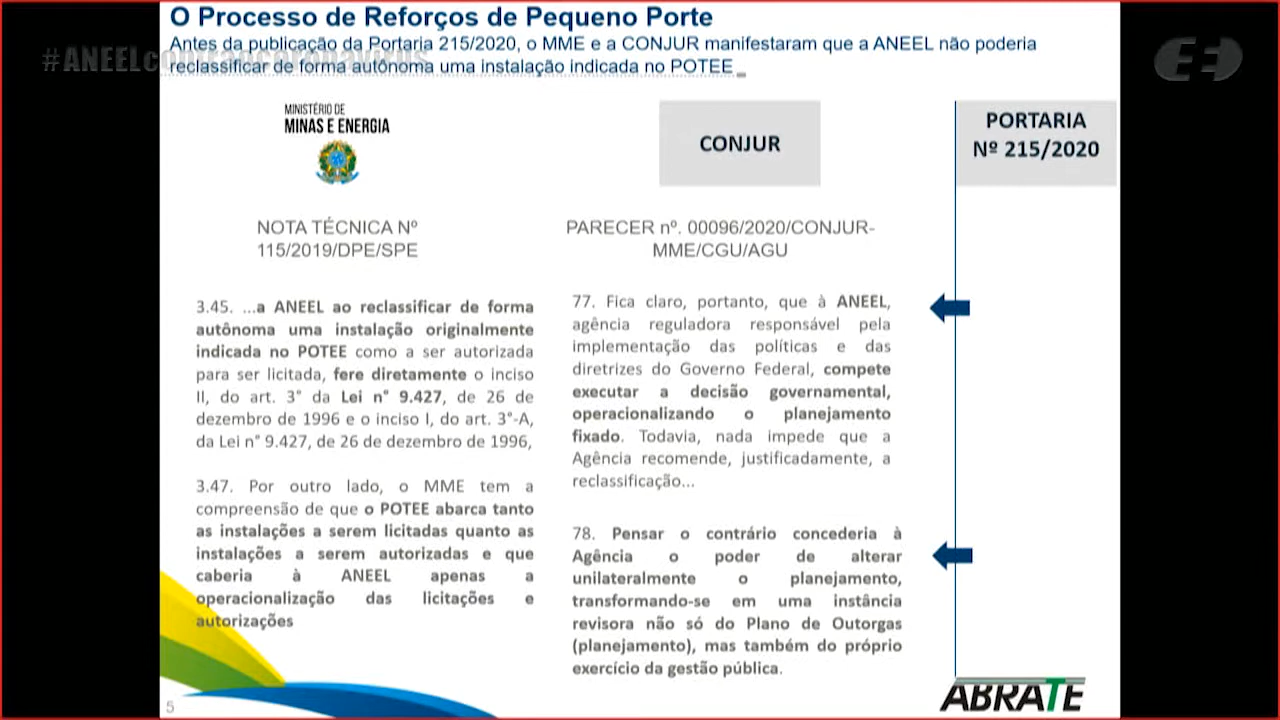 O Processo de Reforços de Pequeno Porte
Antes da publicação da Portaria 215/2020, o MME e a CONJUR manifestaram que a ANEEL não poderia
#ANEELcontraocoronavírus
reclassificar de forma autônoma uma instalação indicada no POTEE
MINISTÉRIO DE
MINAS E ENERGIA
CONJUR
PORTARIA
Nº 215/2020
NOTA TÉCNICA Nº
115/2019/DPE/SPE
PARECER nº. 00096/2020/CONJUR-
MME/CGU/AGU
3.45. ...a ANEEL ao reclassificar de forma
autônoma uma instalação originalmente
indicada no POTEE como a ser autorizada
para ser licitada, fere diretamente o inciso
II, do art. 3° da Lei n° 9.427, de 26 de
dezembro de 1996 e o inciso I, do art. 3°-A,
da Lei n° 9.427, de 26 de dezembro de 1996,
3.47. Por outro lado, o MME tem a
compreensão de que o POTEE abarca tanto
as instalações a serem licitadas quanto as
instalações a serem autorizadas e que
caberia à ANEEL apenas a
operacionalização das licitações e
autorizações
77. Fica claro, portanto, que à ANEEL,
agência reguladora responsável pela
implementação das políticas e das
diretrizes do Governo Federal, compete
executar a decisão governamental,
operacionalizando o planejamento
fixado. Todavia, nada impede que a
Agência recomende, justificadamente, a
reclassificação...
78. Pensar o contrário concederia à
Agência o poder de alterar
unilateralmente o planejamento,
transformando-se em uma instância
revisora não só do Plano de Outorgas
(planejamento), mas também do próprio
exercício da gestão pública.
ABRATE
5